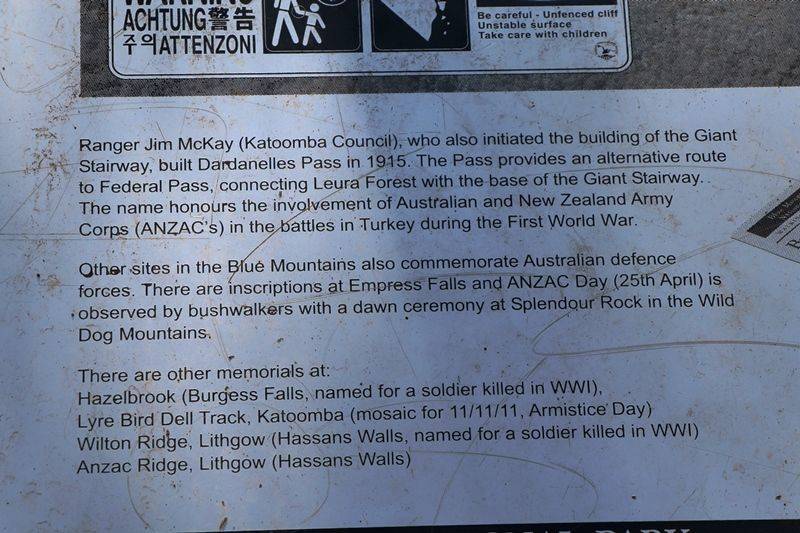 WARNING
ACHTUNG警告
주의ATTENZONI
Be careful - Unfenced cliff
Unstable surface
Take care with children
Ranger Jim McKay (Katoomba Council), who also initiated the building of the Giant
Stairway, built Dardanelles Pass in 1915. The Pass provides an alternative route
to Federal Pass, connecting Leura Forest with the base of the Giant Stairway.
The name honours the involvement of Australian and New Zealand Army
Corps (ANZAC's) in the battles in Turkey during the First World War.
Other sites in the Blue Mountains also commemorate Australian defence
forces. There are inscriptions at Empress Falls and ANZAC Day (25th April) is
observed by bushwalkers with a dawn ceremony at Splendour Rock in the Wild
Dog Mountains.
There are other memorials at:
Hazelbrook (Burgess Falls, named for a soldier killed in WWI),
Lyre Bird Dell Track, Katoomba (mosaic for 11/11/11, Armistice Day)
Wilton Ridge, Lithgow (Hassans Walls, named for a soldier killed in WWI)
Anzac Ridge, Lithgow (Hassans Walls)